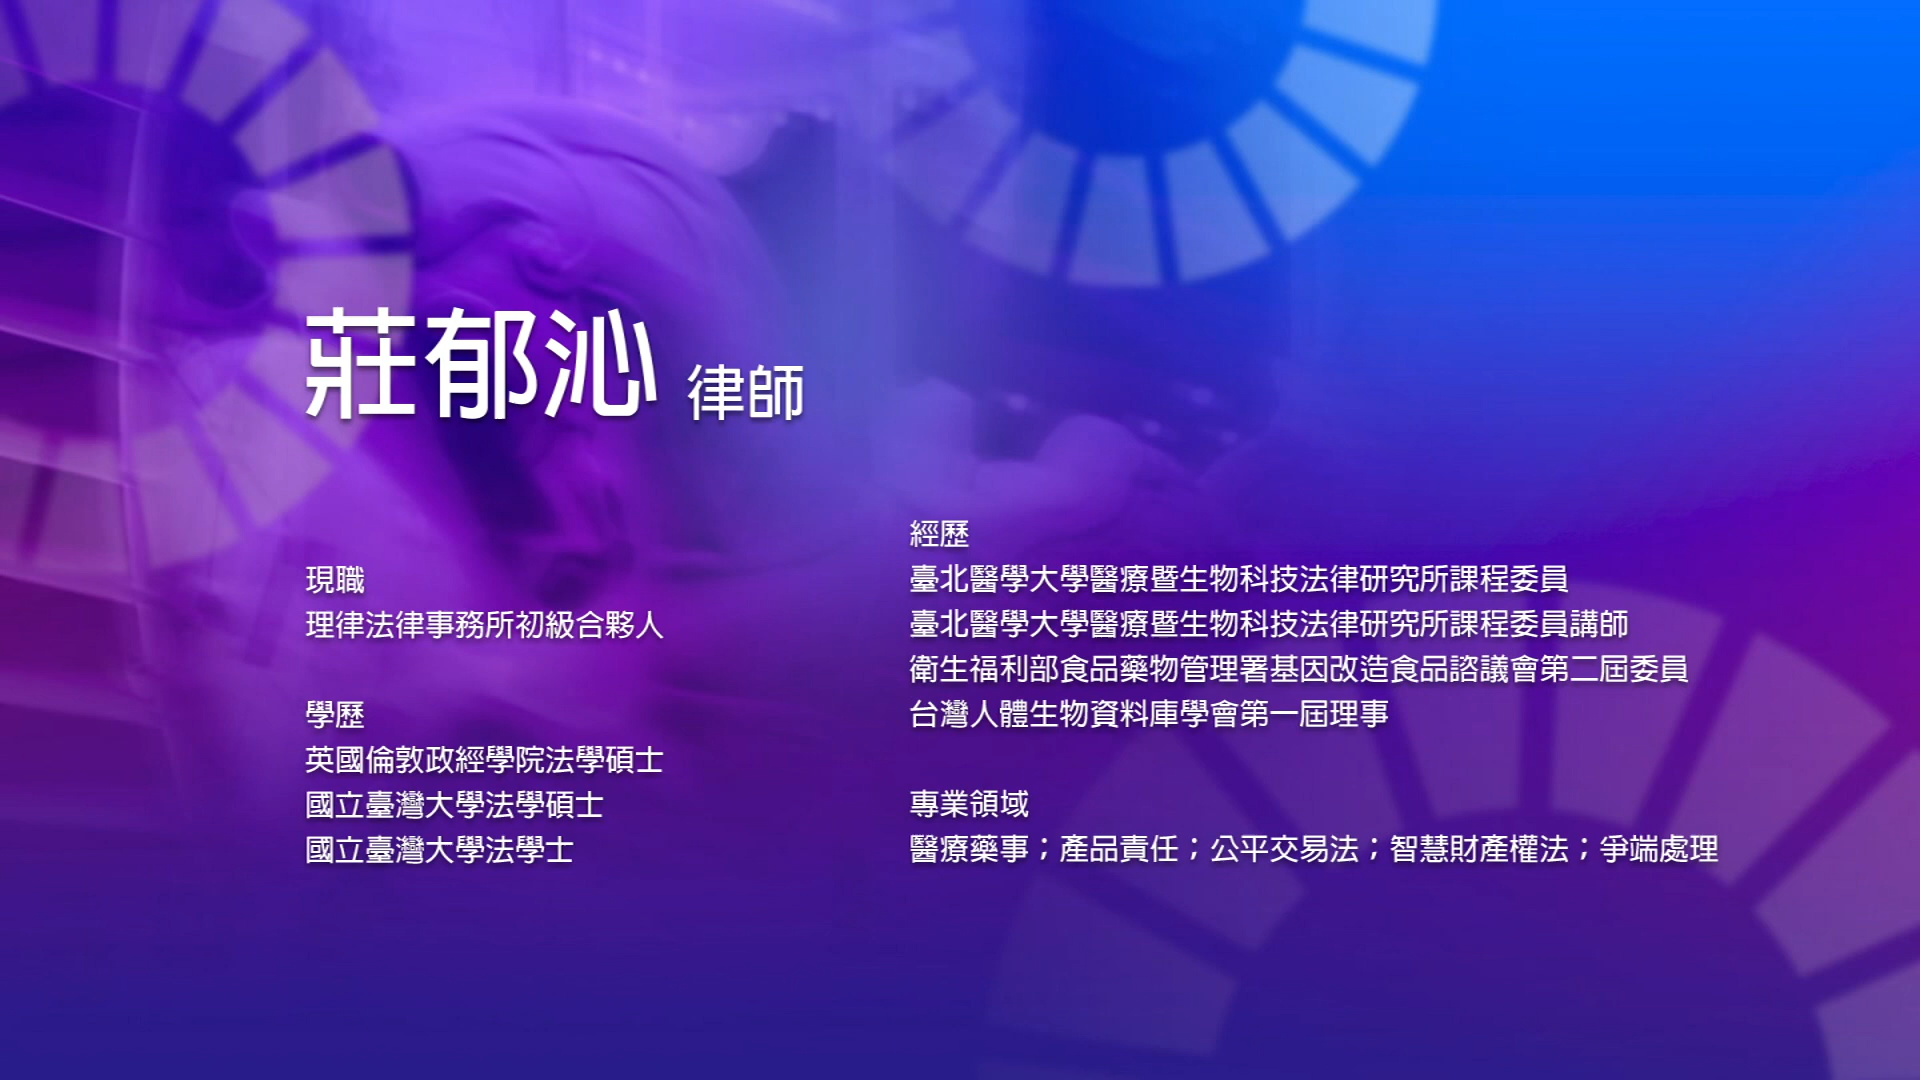 莊郁沁 律師
現職
理律法律事務所初級合夥人
學歷
英國倫敦政經學院法學碩士
國立臺灣大學法學碩士
國立臺灣大學法學士
經歷
臺北醫學大學醫療暨生物科技法律研究所課程委員
臺北醫學大學醫療暨生物科技法律研究所課程委員講師
衛生福利部食品藥物管理署基因改造食品諮議會第二屆委員
台灣人體生物資料庫學會第一屆理事
專業領域
醫療藥事；產品責任；公平交易法；智慧財產權法；爭端處理